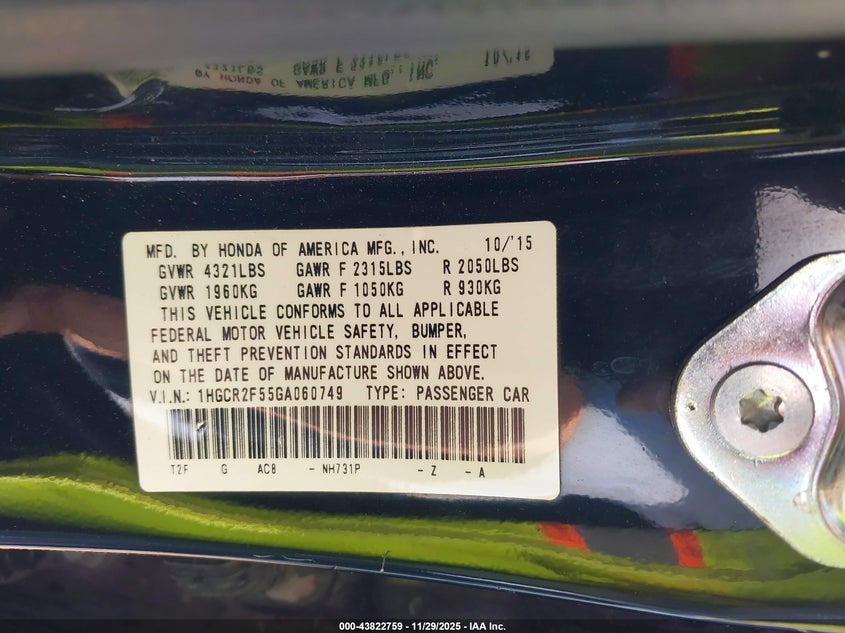 MFD. BY HONDA OF AMERICA MFG., INC. 10/'15
GVWR 4321LBS GAWR F 2315LBS R 2050LBS
GVWR 1960KG GAWR F 1050KG R 930KG
THIS VEHICLE CONFORMS TO ALL APPLICABLE
FEDERAL MOTOR VEHICLE SAFETY, BUMPER,
AND THEFT PREVENTION STANDARDS IN EFFECT
ON THE DATE OF MANUFACTURE SHOWN ABOVE.
V.I.N.: 1HGCR2F55GA060749 TYPE: PASSENGER CAR
T2F G AC8 - NH731P - Z - A
000-43822759 - 11/29/2025 - IAA Inc.